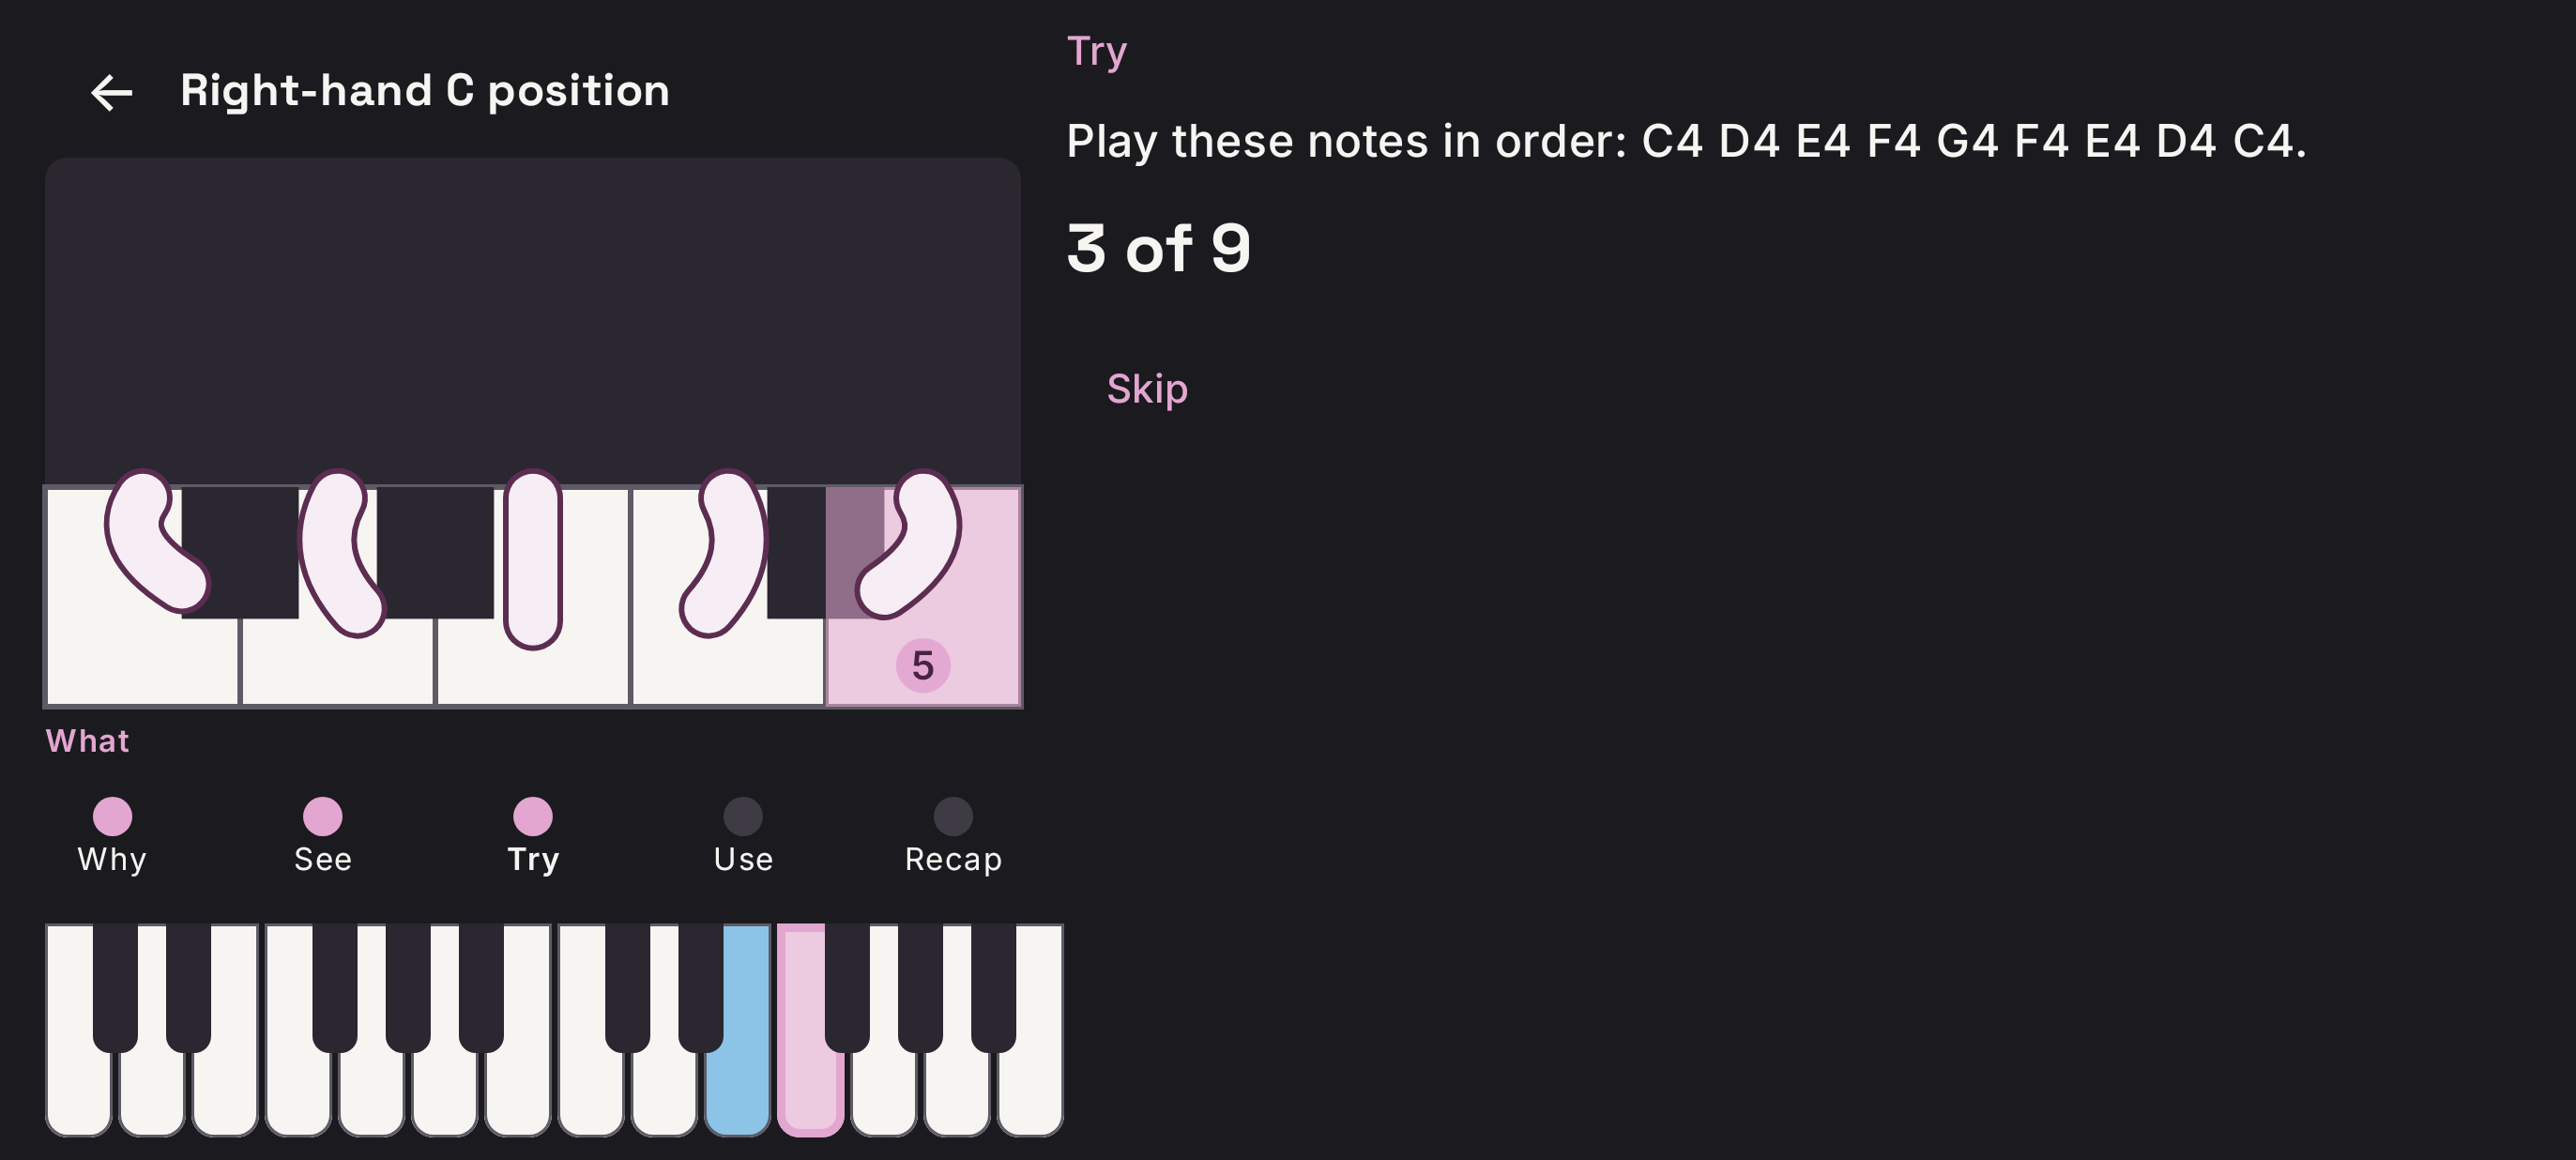 Right-hand C position
5
What
Why
See
Try
Use
Recap
Try
Play these notes in order: C4 D4 E4 F4 G4 F4 E4 D4 C4.
3 of 9
Skip